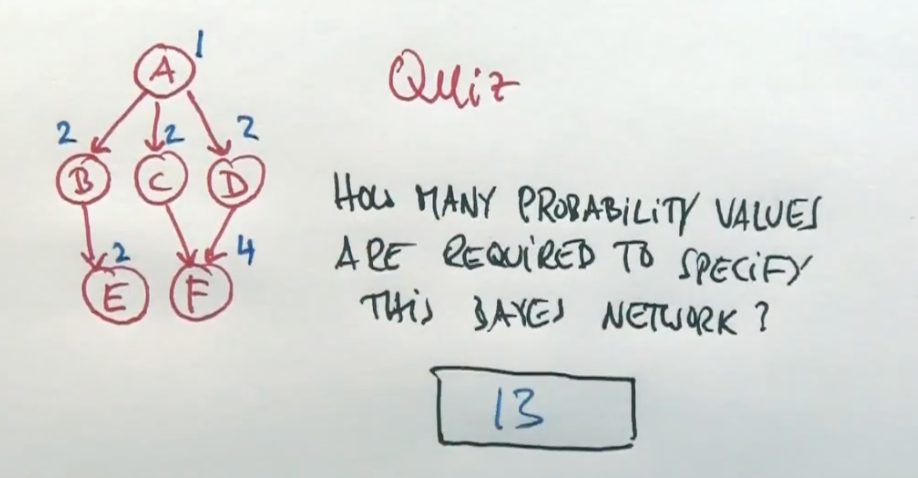 1
A
Quiz
2 2 2
B C D
HOW MANY PROBABILITY VALUES
ARE REQUIRED TO SPECIFY
THIS BAYES NETWORK?
2 4
E F
13